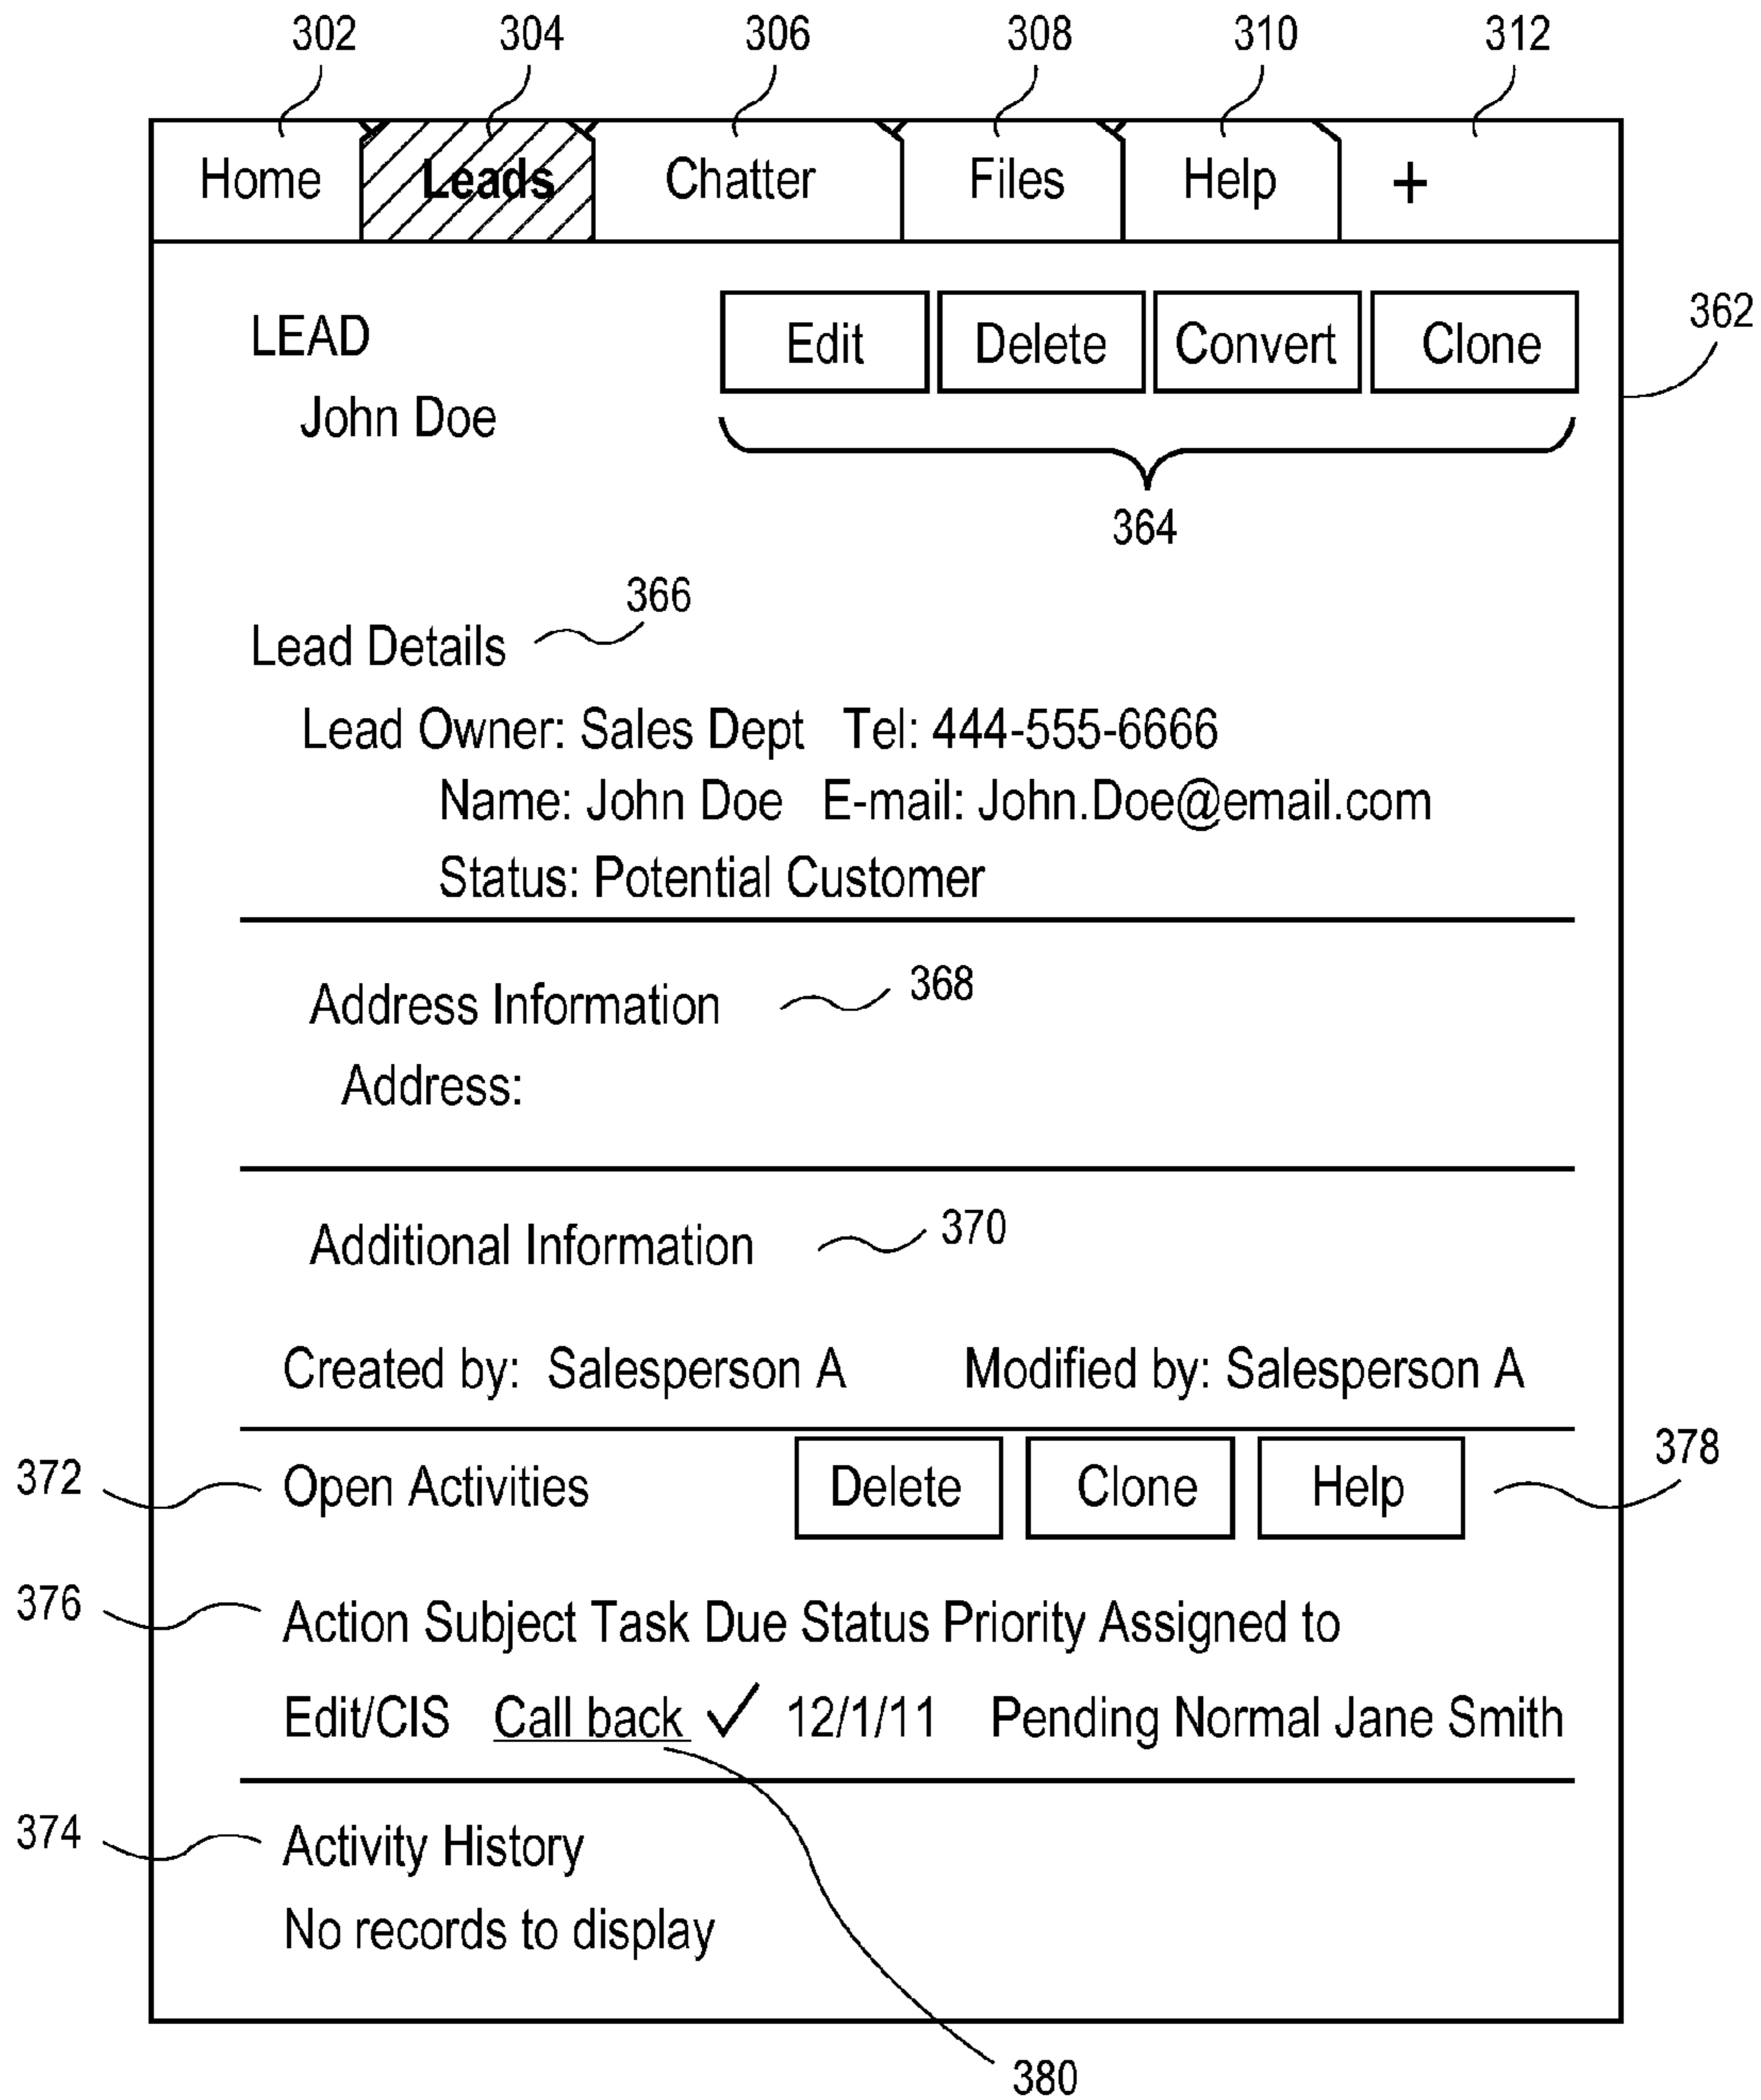 302 304 306 308 310 312
Home Leads Chatter Files Help +
LEAD Edit Delete Convert Clone 362
John Doe
364
366
Lead Details
Lead Owner: Sales Dept Tel: 444-555-6666
Name: John Doe E-mail: John.Doe@email.com
Status: Potential Customer
Address Information 368
Address:
Additional Information 370
Created by: Salesperson A Modified by: Salesperson A
372 Open Activities Delete Clone Help 378
376 Action Subject Task Due Status Priority Assigned to
Edit/CIS Call back ✓ 12/1/11 Pending Normal Jane Smith
374 Activity History
No records to display
380